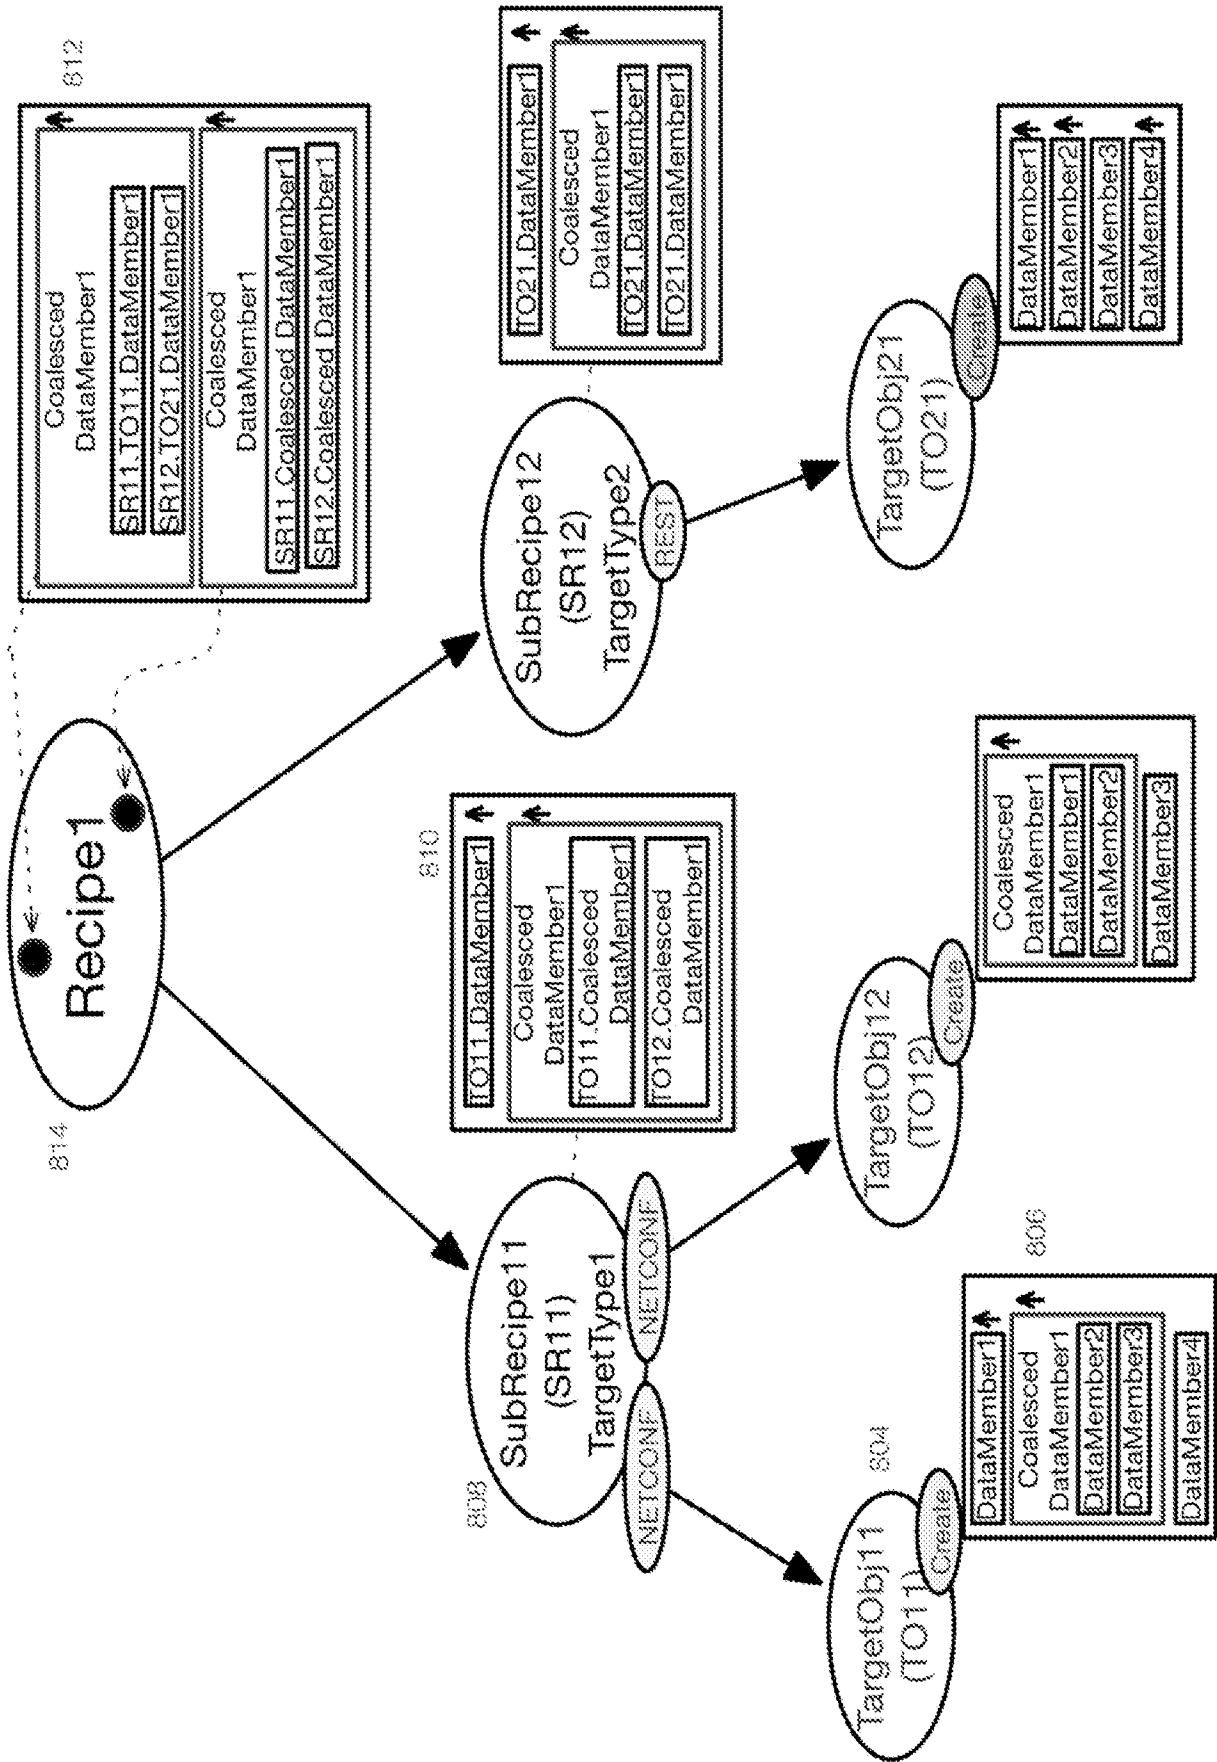 814
Recipe1
812
Coalesced
DataMember1
SR11.TO11.DataMember1
SR12.TO21.DataMember1
Coalesced
DataMember1
SR11.Coalesced DataMember1
SR12.Coalesced DataMember1
808
SubRecipe11
(SR11)
TargetType1
NETCONF
NETCONF
810
TO11.DataMember1
Coalesced
DataMember1
TO11.Coalesced
DataMember1
TO12.Coalesced
DataMember1
SubRecipe12
(SR12)
TargetType2
REST
TO21.DataMember1
Coalesced
DataMember1
TO21.DataMember1
TO21.DataMember1
804
TargetObj11
(TO11)
Create
806
DataMember1
Coalesced
DataMember1
DataMember2
DataMember3
DataMember4
TargetObj12
(TO12)
Create
Coalesced
DataMember1
DataMember1
DataMember2
DataMember3
TargetObj21
(TO21)
Create
DataMember1
DataMember2
DataMember3
DataMember4